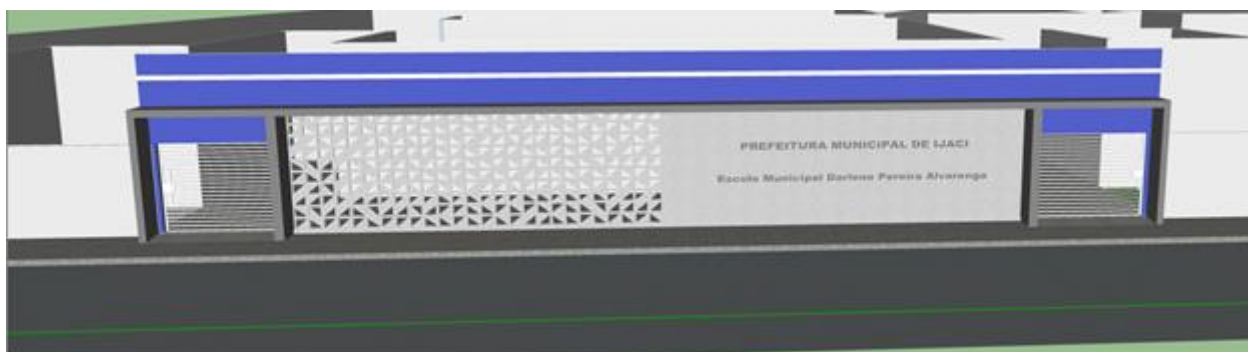 PREFEITURA MUNICIPAL DE IJACI
Escola Municipal Darlene Pereira Alvarenga